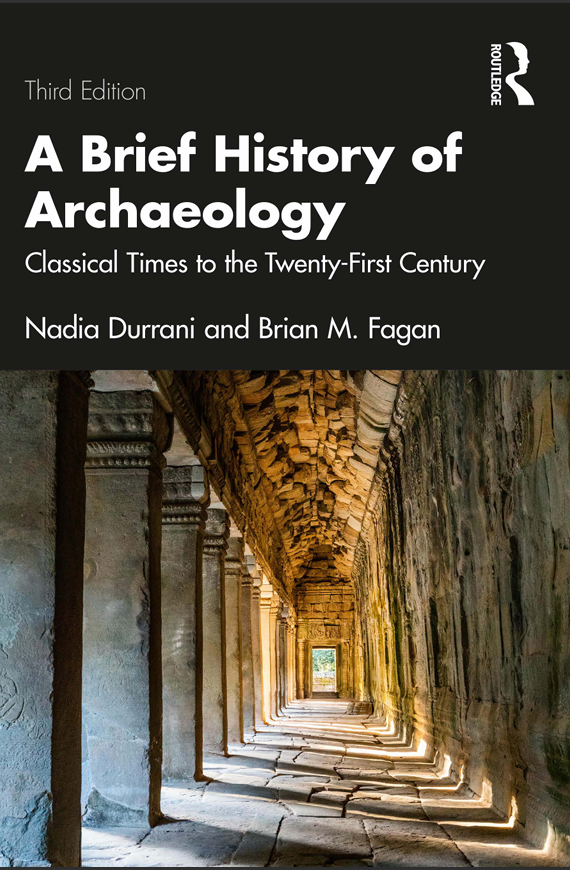 Third Edition
ROUTLEDGE
A Brief History of
Archaeology
Classical Times to the Twenty-First Century
Nadia Durrani and Brian M. Fagan